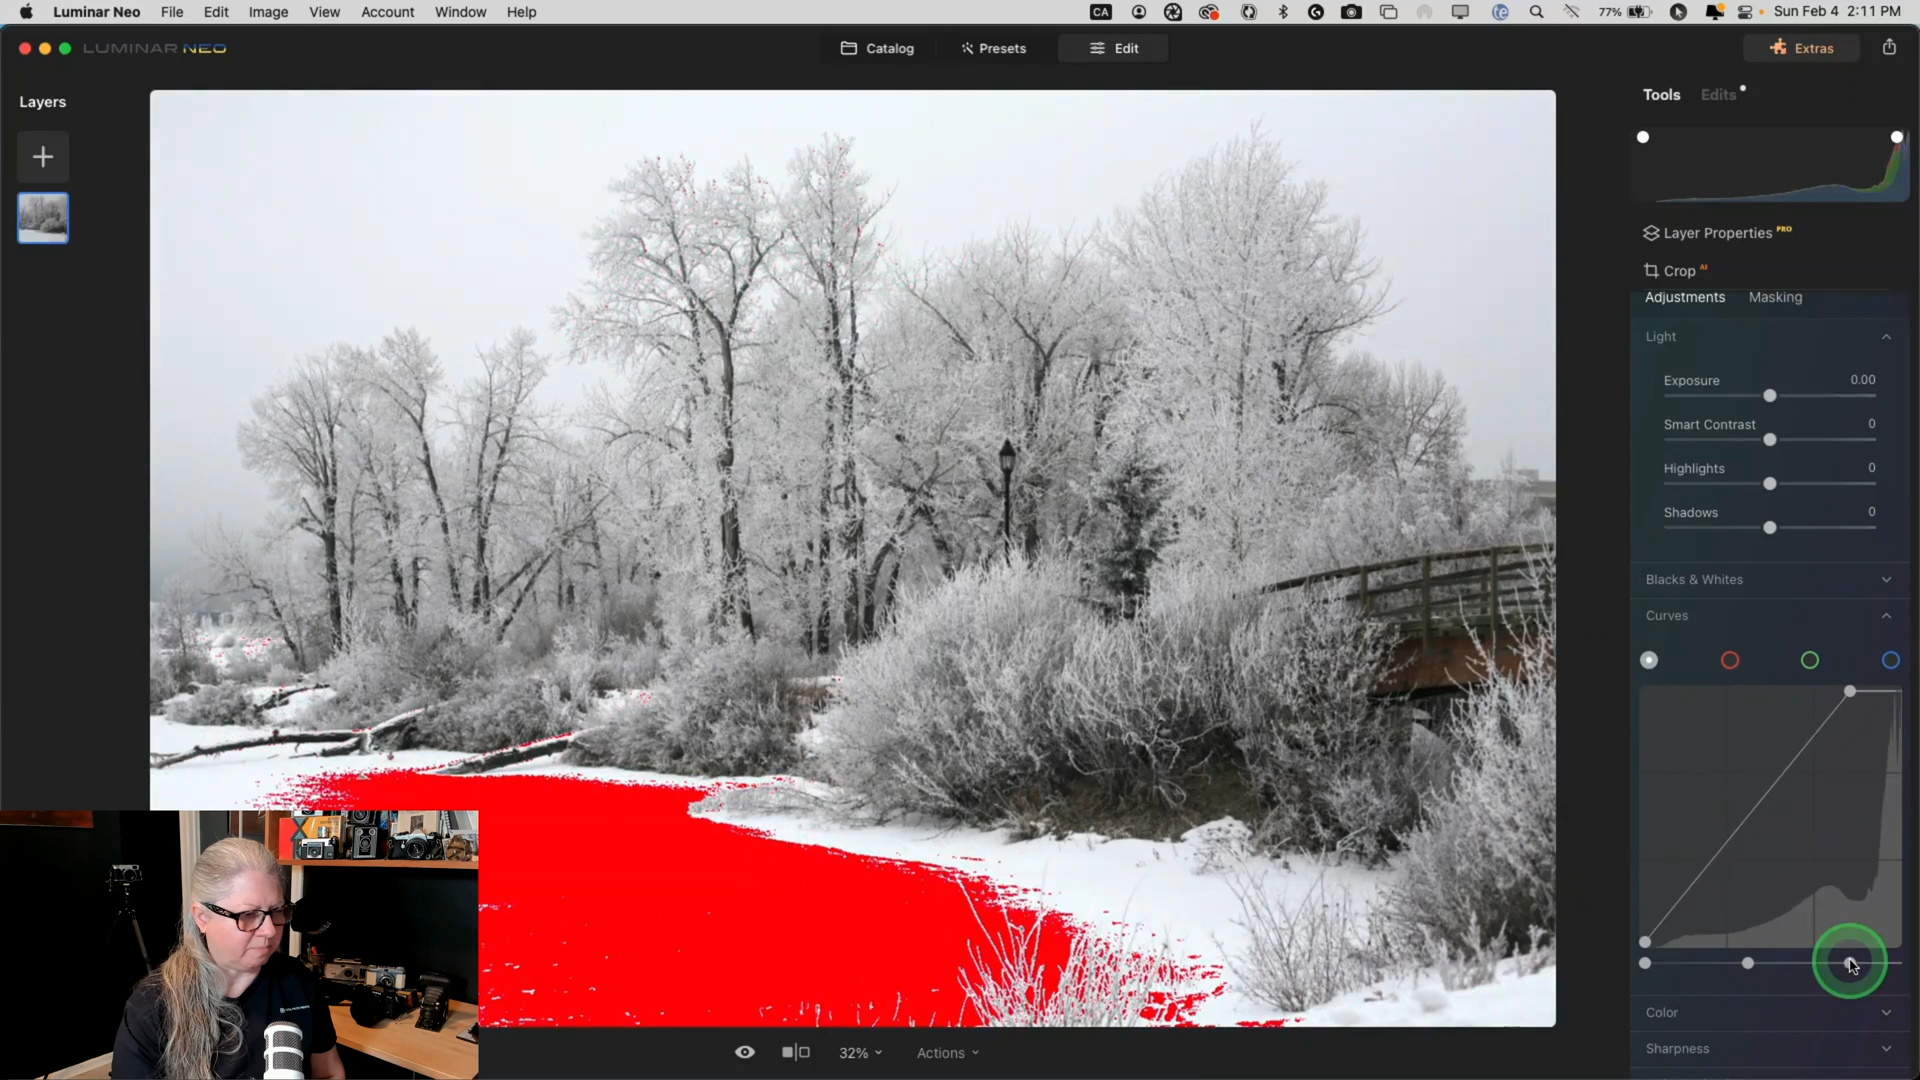 Luminar Neo File Edit Image View Account Window Help CA 77% Sun Feb 4 2:11 PM
LUMINAR NEO Catalog Presets Edit Extras
Layers
Tools Edits
Layer Properties PRO
Crop AI
Adjustments Masking
Light
Exposure 0.00
Smart Contrast 0
Highlights 0
Shadows 0
Blacks & Whites
Curves
Color
Sharpness
32% Actions